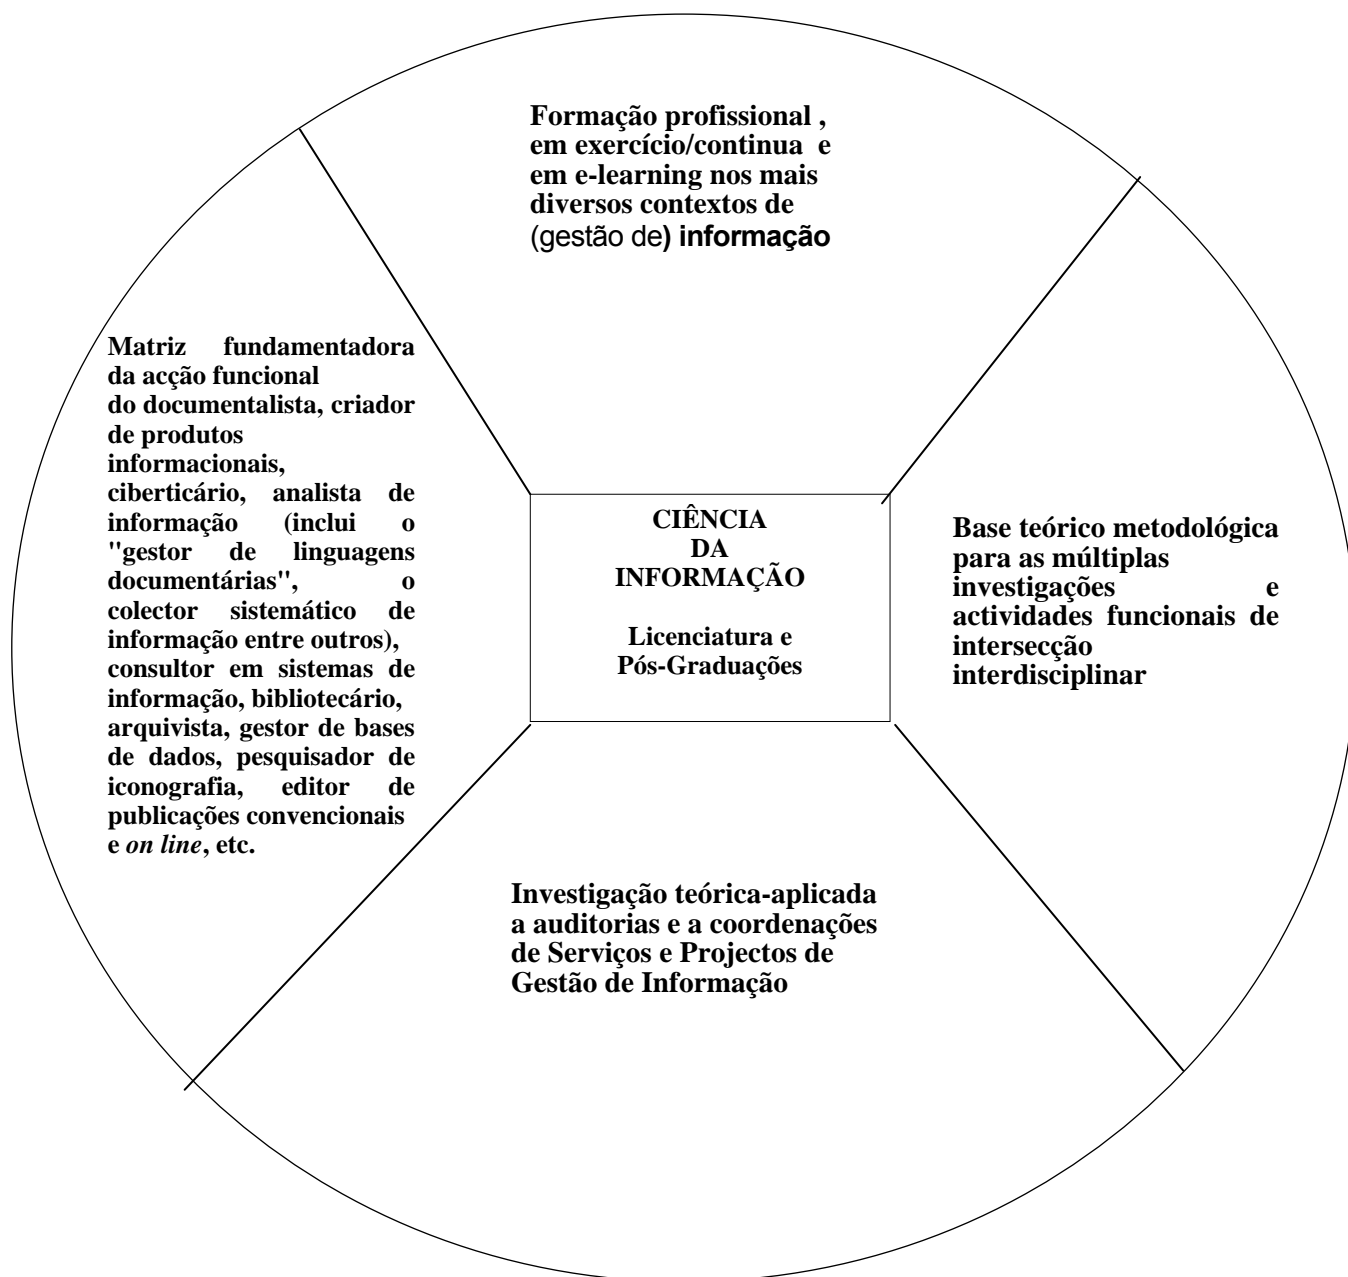 Formação profissional ,
em exercício/continua e
em e-learning nos mais
diversos contextos de
(gestão de) informação
Matriz fundamentadora
da acção funcional
do documentalista, criador
de produtos
informacionais,
ciberticário, analista de
informação (inclui o
"gestor de linguagens
documentárias", o
colector sistemático de
informação entre outros),
consultor em sistemas de
informação, bibliotecário,
arquivista, gestor de bases
de dados, pesquisador de
iconografia, editor de
publicações convencionais
e on line, etc.
CIÊNCIA
DA
INFORMAÇÃO
Licenciatura e
Pós-Graduações
Base teórico metodológica
para as múltiplas
investigações e
actividades funcionais de
intersecção
interdisciplinar
Investigação teórica-aplicada
a auditorias e a coordenações
de Serviços e Projectos de
Gestão de Informação